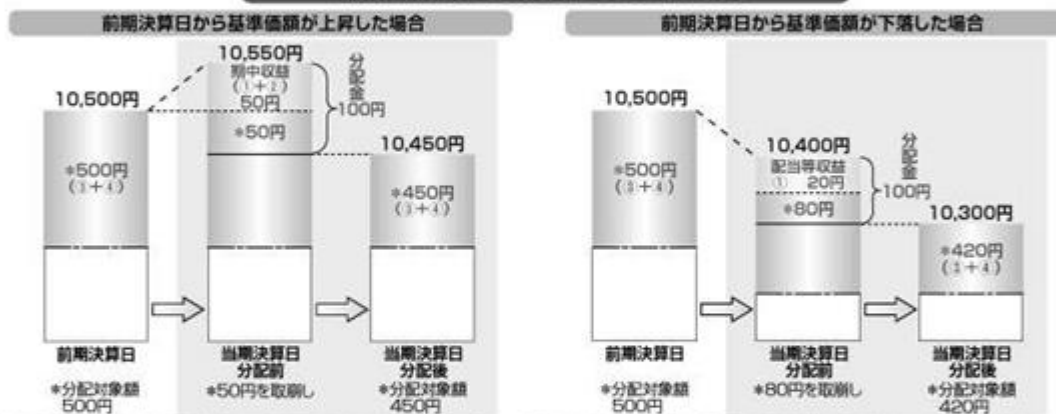 前期決算日から基準価額が上昇した場合
10,550円
期中収益
(①+②)
50円
*50円
分配金
100円
10,500円
*500円
(③+④)
10,450円
*450円
(③+④)
前期決算日
当期決算日
分配前
当期決算日
分配後
*分配対象額
500円
*50円を取崩し
*分配対象額
450円
前期決算日から基準価額が下落した場合
10,500円
*500円
(③+④)
10,400円
配当等収益
① 20円
*80円
分配金
100円
10,300円
*420円
(③+④)
前期決算日
当期決算日
分配前
当期決算日
分配後
*分配対象額
500円
*80円を取崩し
*分配対象額
420円